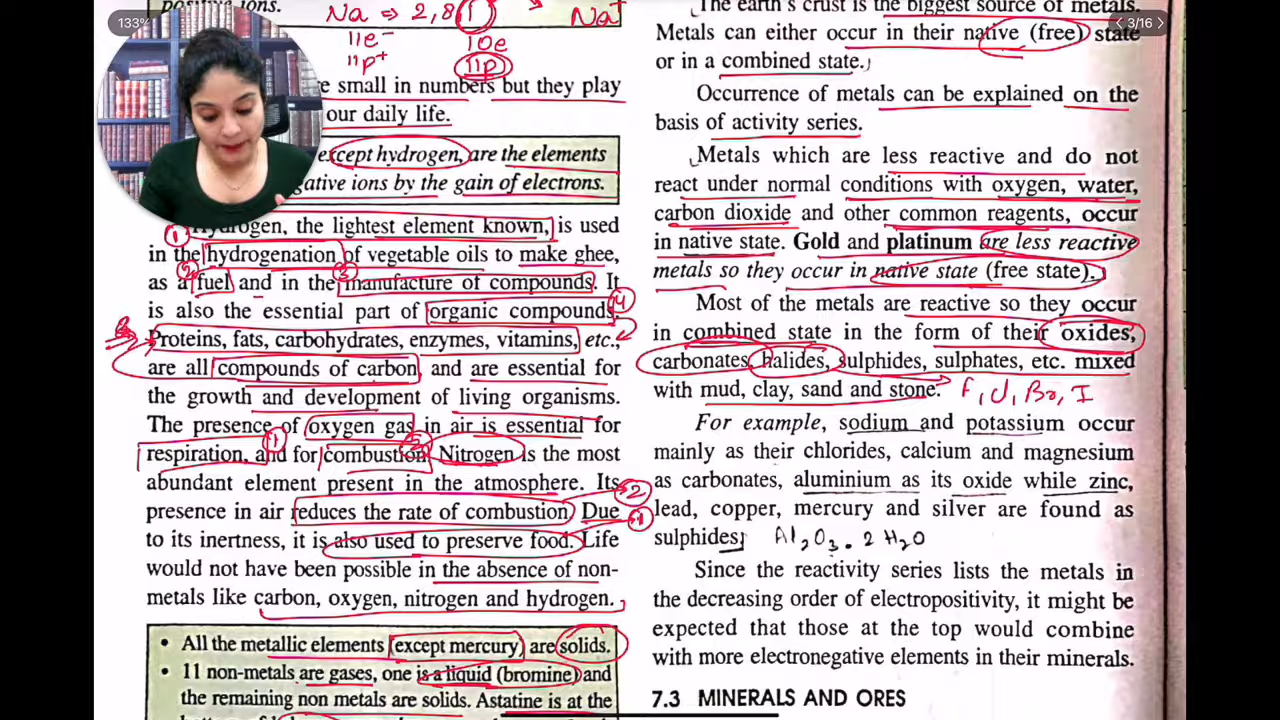 positive ions.
Na ⇒ 2,8,1
Na+
11e-
10e
11p+
11p
133%
3/16
e small in numbers but they play
our daily life.
except hydrogen, are the elements
gative ions by the gain of electrons.
Hydrogen, the lightest element known, is used
in the hydrogenation of vegetable oils to make ghee,
as a fuel and in the manufacture of compounds. It
is also the essential part of organic compounds.
Proteins, fats, carbohydrates, enzymes, vitamins, etc.,
are all compounds of carbon, and are essential for
the growth and development of living organisms.
The presence of oxygen gas in air is essential for
respiration, and for combustion. Nitrogen is the most
abundant element present in the atmosphere. Its
presence in air reduces the rate of combustion. Due
to its inertness, it is also used to preserve food. Life
would not have been possible in the absence of non-
metals like carbon, oxygen, nitrogen and hydrogen.
• All the metallic elements (except mercury) are solids.
• 11 non-metals are gases, one is a liquid (bromine) and
the remaining non metals are solids. Astatine is at the
The earth's crust is the biggest source of metals.
Metals can either occur in their native (free) state
or in a combined state.
Occurrence of metals can be explained on the
basis of activity series.
Metals which are less reactive and do not
react under normal conditions with oxygen, water,
carbon dioxide and other common reagents, occur
in native state. Gold and platinum are less reactive
metals so they occur in native state (free state).
Most of the metals are reactive so they occur
in combined state in the form of their oxides,
carbonates, halides, sulphides, sulphates, etc. mixed
with mud, clay, sand and stone. F, Cl, Br, I
For example, sodium and potassium occur
mainly as their chlorides, calcium and magnesium
as carbonates, aluminium as its oxide while zinc,
lead, copper, mercury and silver are found as
sulphides. Al2O3 . 2 H2O
Since the reactivity series lists the metals in
the decreasing order of electropositivity, it might be
expected that those at the top would combine
with more electronegative elements in their minerals.
7.3 MINERALS AND ORES